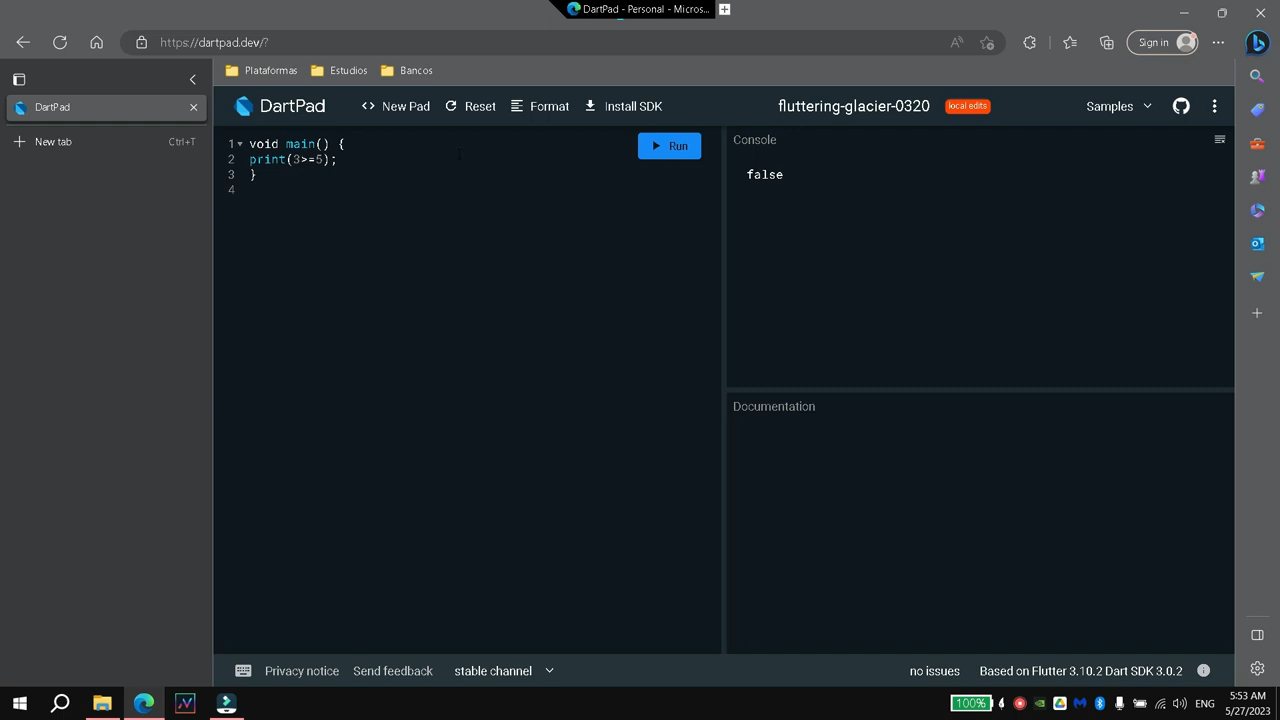 DartPad - Personal - Micros...
https://dartpad.dev/?
Sign in
Plataformas
Estudios
Bancos
DartPad
New tab
Ctrl+T
DartPad
<> New Pad
Reset
Format
Install SDK
fluttering-glacier-0320
local edits
Samples
1 void main() {
2 print(3>=5);
3 }
4
Run
Console
false
Documentation
Privacy notice
Send feedback
stable channel
no issues
Based on Flutter 3.10.2 Dart SDK 3.0.2
100%
ENG
5:53 AM
5/27/2023